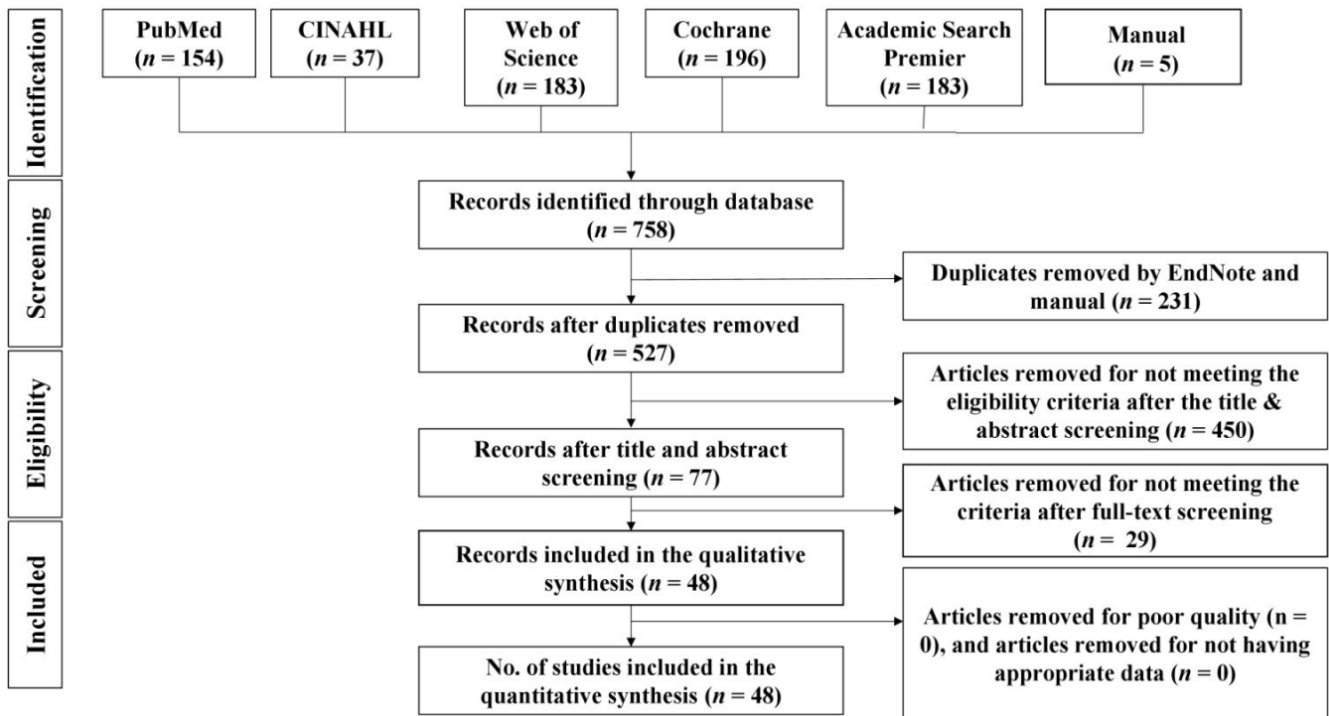 Identification
PubMed
(n = 154)
CINAHL
(n = 37)
Web of
Science
(n = 183)
Cochrane
(n = 196)
Academic Search
Premier
(n = 183)
Manual
(n = 5)
Screening
Records identified through database
(n = 758)
Duplicates removed by EndNote and
manual (n = 231)
Records after duplicates removed
(n = 527)
Eligibility
Articles removed for not meeting the
eligibility criteria after the title &
abstract screening (n = 450)
Records after title and abstract
screening (n = 77)
Articles removed for not meeting the
criteria after full-text screening
(n =  29)
Included
Records included in the qualitative
synthesis (n = 48)
Articles removed for poor quality (n =
0), and articles removed for not having
appropriate data (n = 0)
No. of studies included in the
quantitative synthesis (n = 48)